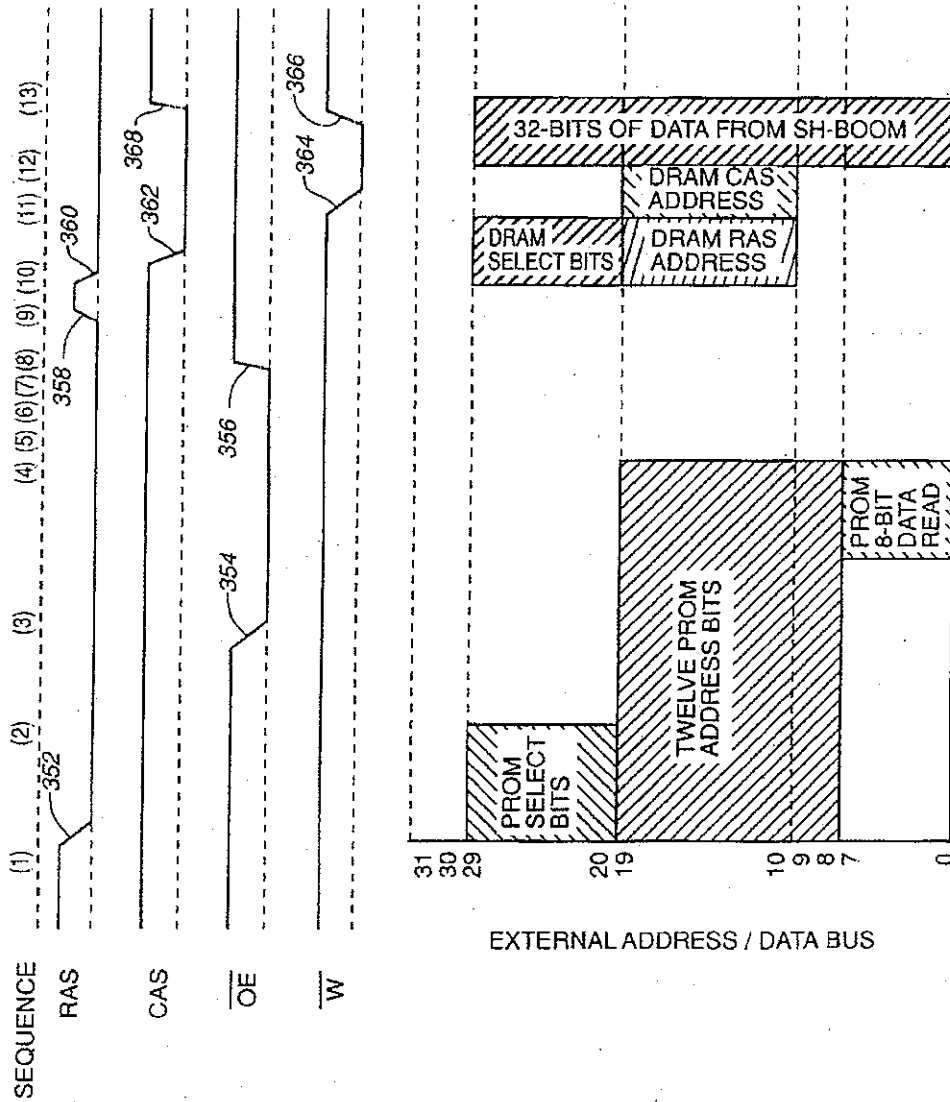 SEQUENCE (1) (2) (3) (4) (5) (6) (7) (8) (9) (10) (11) (12) (13)
RAS 352 358 360
CAS 362 368
OE 354 356
W 364 366
31
30
29
20
19
10
9
8
7
0
EXTERNAL ADDRESS / DATA BUS
PROM
SELECT
BITS
TWELVE PROM
ADDRESS BITS
PROM
8-BIT
DATA
READ
DRAM
SELECT BITS
DRAM RAS
ADDRESS
DRAM CAS
ADDRESS
32-BITS OF DATA FROM SH-BOOM